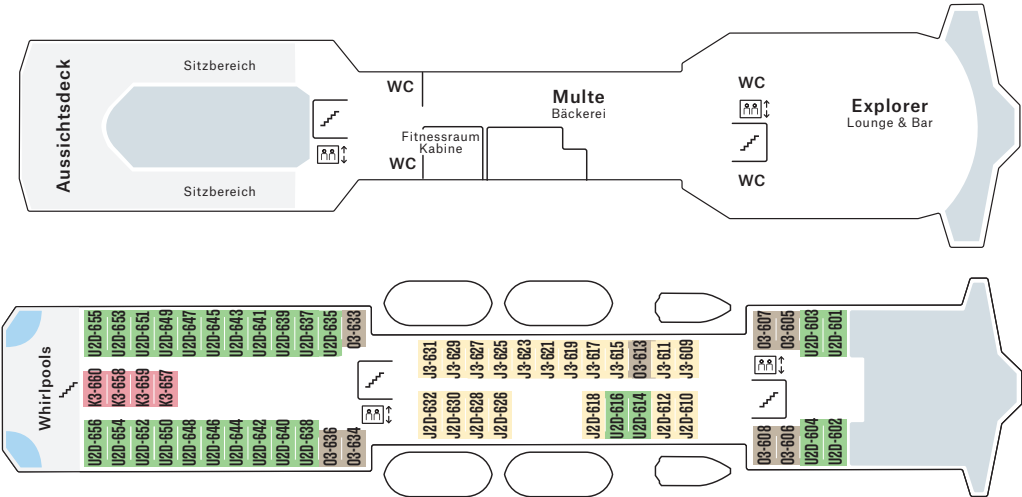 Aussichtsdeck
Sitzbereich
Sitzbereich
WC
Fitnessraum
Kabine
WC
Multe
Bäckerei
WC
WC
Explorer
Lounge & Bar
Whirlpools
U2D-655
U2D-653
U2D-651
U2D-649
U2D-647
U2D-645
U2D-643
U2D-641
U2D-639
U2D-637
U2D-635
O3-633
K3-660
K3-658
K3-659
K3-657
U2D-656
U2D-654
U2D-652
U2D-650
U2D-648
U2D-646
U2D-644
U2D-642
U2D-640
U2D-638
O3-636
O3-634
J3-631
J3-629
J3-627
J3-625
J3-623
J3-621
J3-619
J3-617
J3-615
O3-613
J3-611
J3-609
J2D-632
J2D-630
J2D-628
J2D-626
J2D-618
U2D-616
U2D-614
J2D-612
J2D-610
O3-607
O3-605
U2D-603
U2D-601
O3-608
O3-606
U2D-604
U2D-602